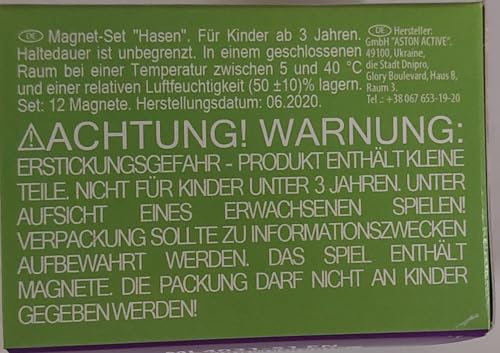 DE Magnet-Set "Hasen". Für Kinder ab 3 Jahren.
Haltedauer ist unbegrenzt. In einem geschlossenen
Raum bei einer Temperatur zwischen 5 und 40 °C
und einer relativen Luftfeuchtigkeit (50 ±10)% lagern.
Set: 12 Magnete. Herstellungsdatum: 06.2020.
DE Hersteller:
GmbH "ASTON ACTIVE".
49100, Ukraine,
die Stadt Dnipro,
Glory Boulevard, Haus 8,
Raum 3.
Tel.: +38 067 653-19-20
⚠ACHTUNG! WARNUNG:
ERSTICKUNGSGEFAHR - PRODUKT ENTHÄLT KLEINE
TEILE. NICHT FÜR KINDER UNTER 3 JAHREN. UNTER
AUFSICHT EINES ERWACHSENEN SPIELEN!
VERPACKUNG SOLLTE ZU INFORMATIONSZWECKEN
AUFBEWAHRT WERDEN. DAS SPIEL ENTHÄLT
MAGNETE. DIE PACKUNG DARF NICHT AN KINDER
GEGEBEN WERDEN!